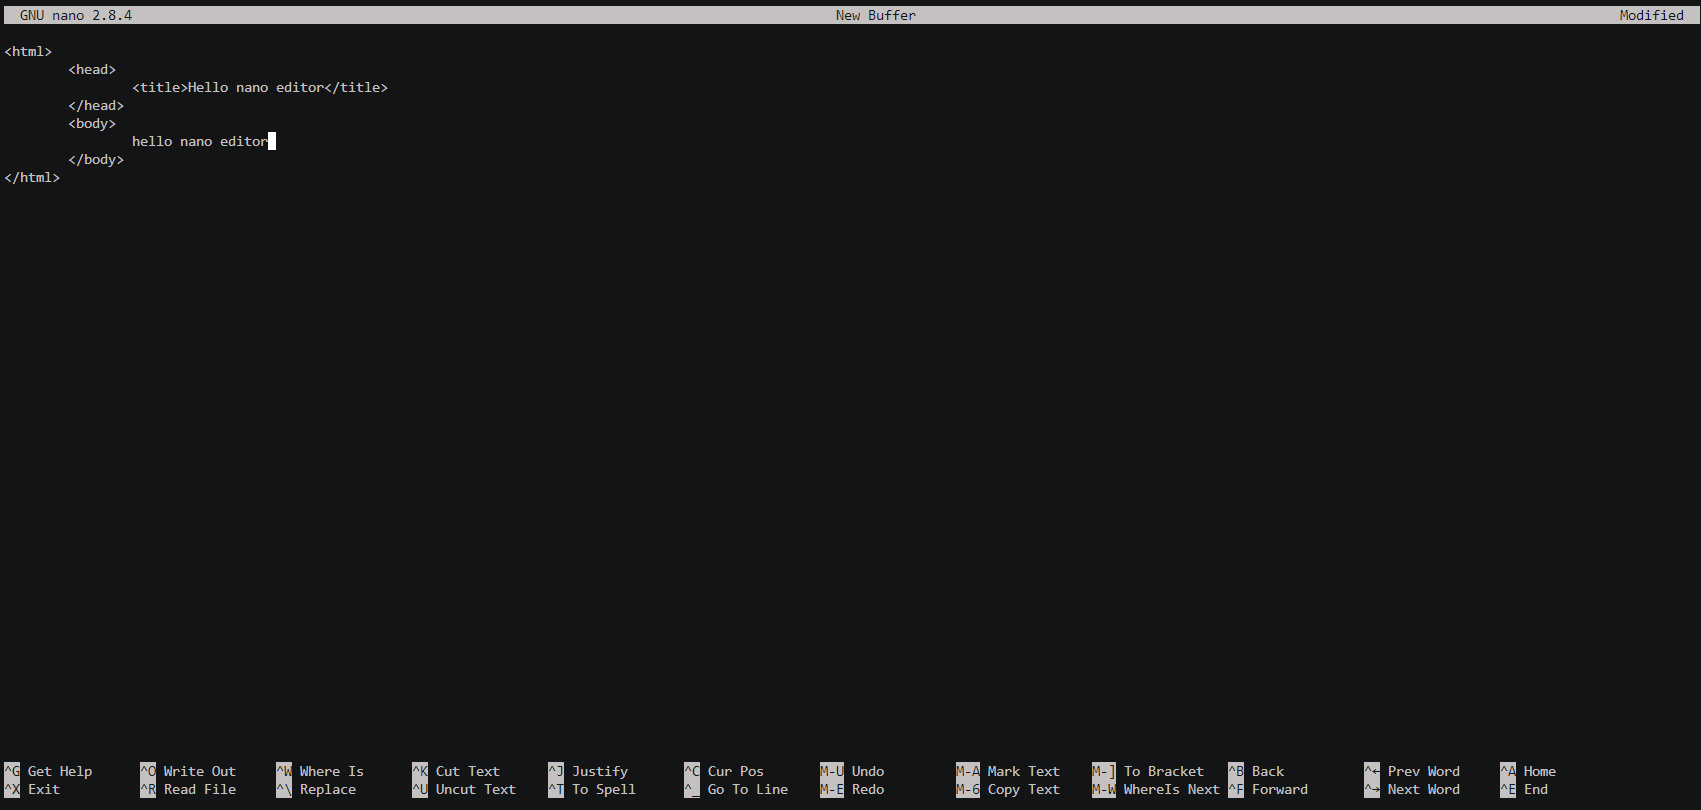 GNU nano 2.8.4 New Buffer Modified
<html>
<head>
<title>Hello nano editor</title>
</head>
<body>
hello nano editor
</body>
</html>
^G Get Help ^O Write Out ^W Where Is ^K Cut Text ^J Justify ^C Cur Pos M-U Undo M-A Mark Text M-] To Bracket ^B Back ^← Prev Word ^A Home
^X Exit ^R Read File ^\ Replace ^U Uncut Text ^T To Spell ^_ Go To Line M-E Redo M-6 Copy Text M-W WhereIs Next ^F Forward ^→ Next Word ^E End